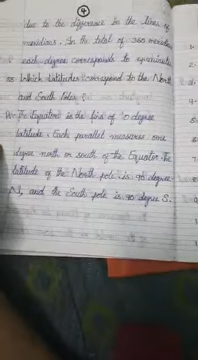 4
due to the difference in the lines of
meridians. In the total of 360 meridians
each degree corresponds to
Which latitudes correspond to the North
and South Poles
The Equator is the line of '0 degree
latitude. Each parallel measures one
degree north or south of the Equator. The
latitude of the North pole is 90 degree
N, and the South pole is 90 degree S.